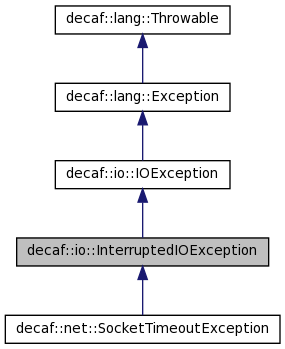 decaf::lang::Throwable
decaf::lang::Exception
decaf::io::IOException
decaf::io::InterruptedIOException
decaf::net::SocketTimeoutException